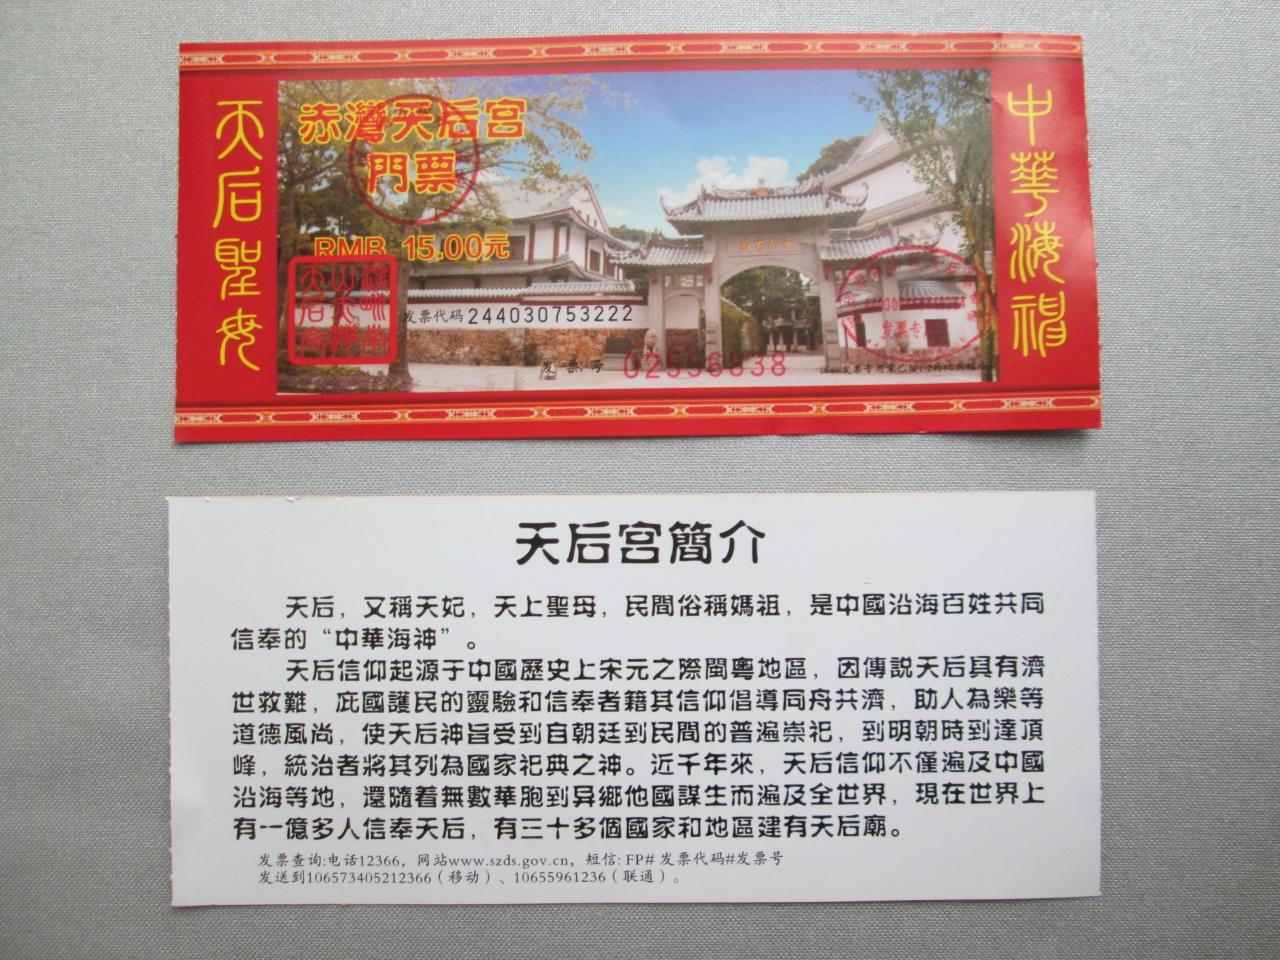 天后聖母
中華海神
赤灣天后宮
門票
RMB 15.00元
发票代码 244030753222
发票号 02556838
天后宮簡介
天后，又稱天妃，天上聖母，民間俗稱媽祖，是中國沿海百姓共同
信奉的“中華海神”。
天后信仰起源于中國歷史上宋元之際閩粵地區，因傳説天后具有濟
世救難，庇國護民的靈驗和信奉者籍其信仰倡導同舟共濟，助人為樂等
道德風尚，使天后神旨受到自朝廷到民間的普遍崇祀，到明朝時到達頂
峰，統治者將其列為國家祀典之神。近千年來，天后信仰不僅遍及中國
沿海等地，還隨着無數華胞到异鄉他國謀生而遍及全世界，現在世界上
有一億多人信奉天后，有三十多個國家和地區建有天后廟。
发票查询:电话12366，网站www.szds.gov.cn，短信: FP# 发票代码#发票号
发送到106573405212366（移动）、10655961236（联通）。